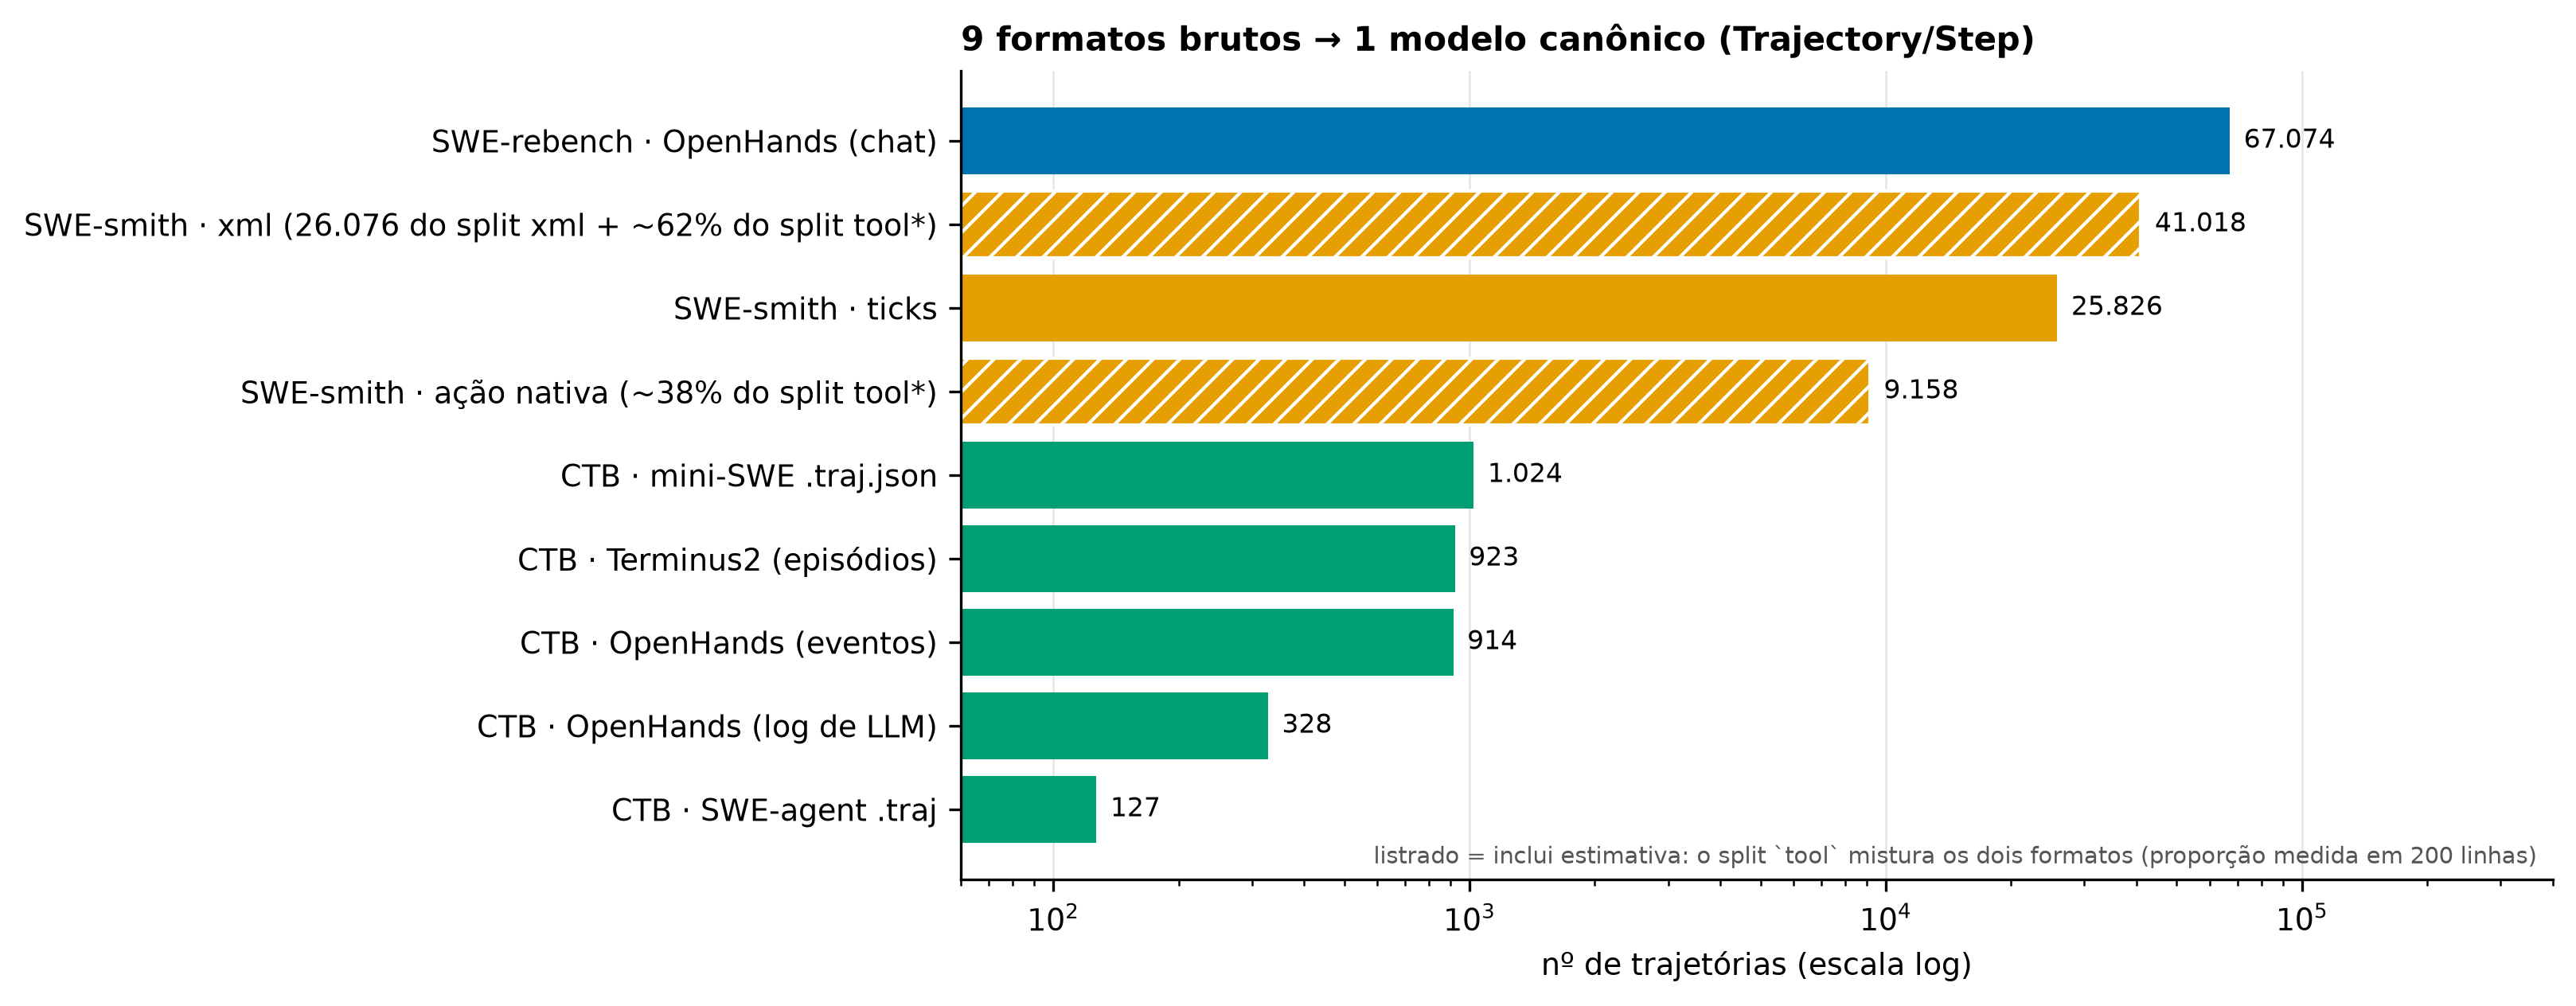 9 formatos brutos → 1 modelo canônico (Trajectory/Step)
SWE-rebench · OpenHands (chat) 67.074
SWE-smith · xml (26.076 do split xml + ~62% do split tool*) 41.018
SWE-smith · ticks 25.826
SWE-smith · ação nativa (~38% do split tool*) 9.158
CTB · mini-SWE .traj.json 1.024
CTB · Terminus2 (episódios) 923
CTB · OpenHands (eventos) 914
CTB · OpenHands (log de LLM) 328
CTB · SWE-agent .traj 127
listrado = inclui estimativa: o split `tool` mistura os dois formatos (proporção medida em 200 linhas)
10² 10³ 10⁴ 10⁵
nº de trajetórias (escala log)